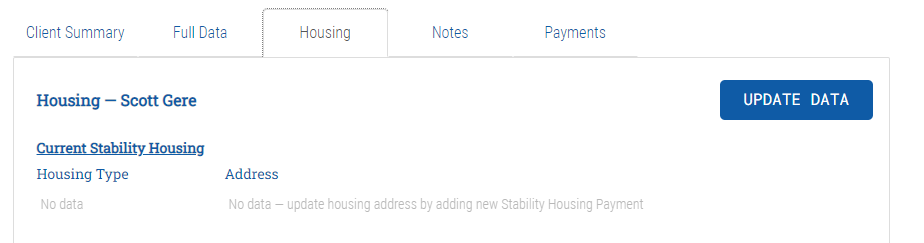 Client Summary Full Data Housing Notes Payments
Housing — Scott Gere UPDATE DATA
Current Stability Housing
Housing Type Address
No data No data — update housing address by adding new Stability Housing Payment